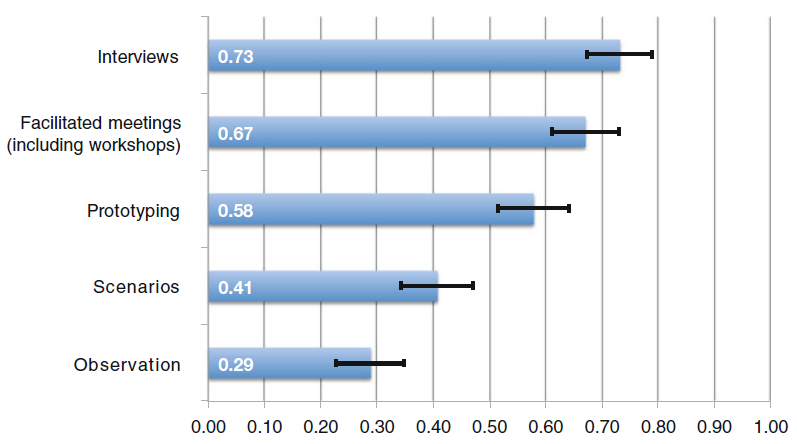 Interviews
0.73
Facilitated meetings
(including workshops)
0.67
Prototyping
0.58
Scenarios
0.41
Observation
0.29
0.00 0.10 0.20 0.30 0.40 0.50 0.60 0.70 0.80 0.90 1.00